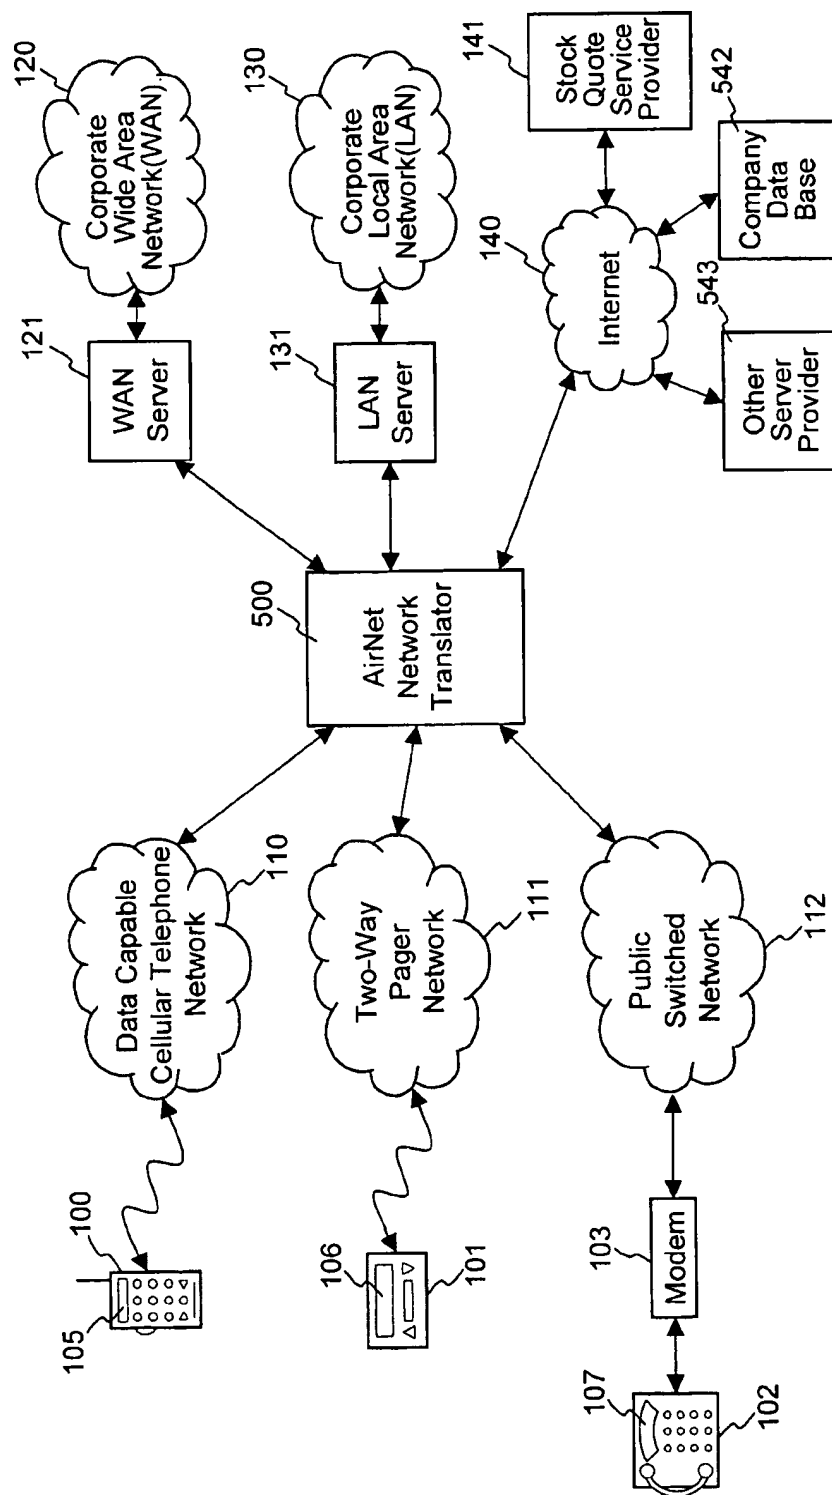 120
Corporate
Wide Area
Network(WAN)
121
WAN
Server
130
Corporate
Local Area
Network(LAN)
131
LAN
Server
141
Stock
Quote
Service
Provider
140
Internet
542
Company
Data
Base
543
Other
Server
Provider
500
AirNet
Network
Translator
Data Capable
Cellular Telephone
Network
110
Two-Way
Pager
Network
111
Public
Switched
Network
112
100
105
106
101
103
Modem
107
102